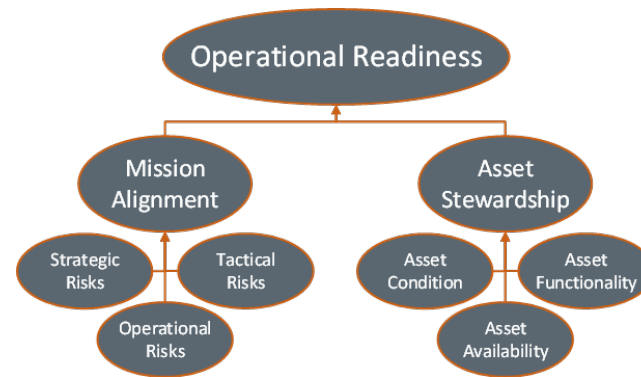 Operational Readiness
Mission
Alignment
Asset
Stewardship
Strategic
Risks
Tactical
Risks
Operational
Risks
Asset
Condition
Asset
Functionality
Asset
Availability